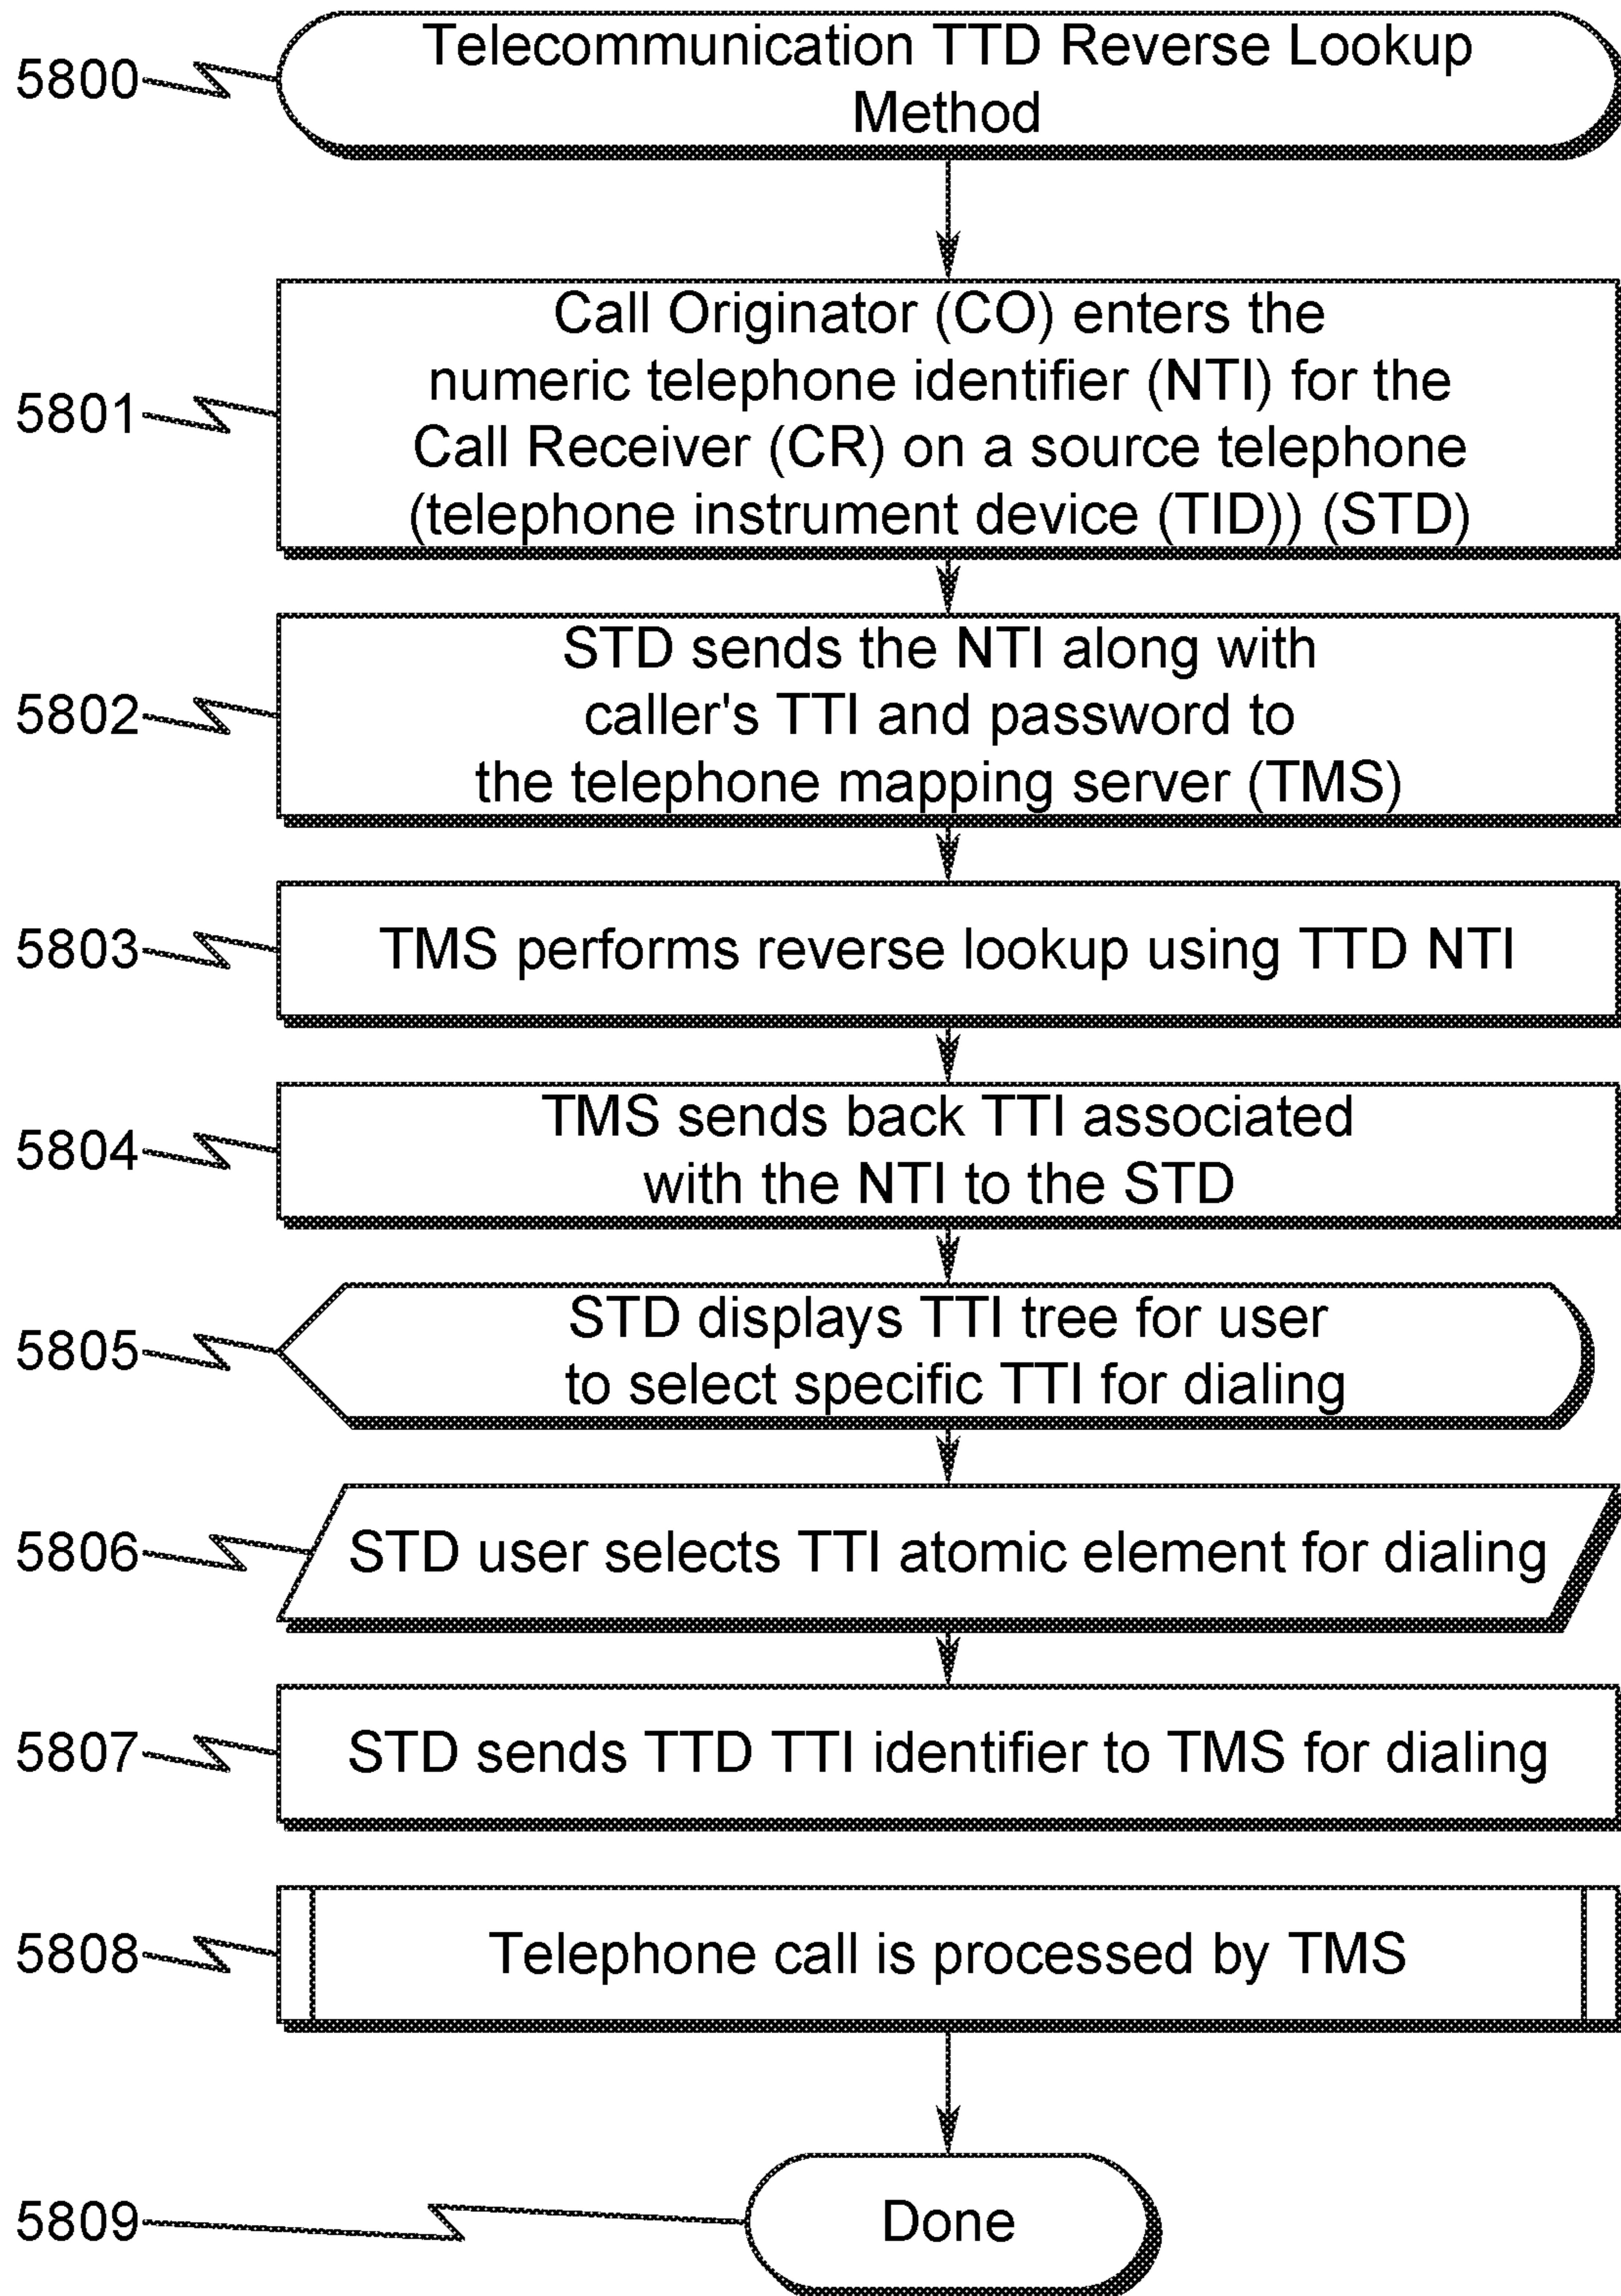 5800
Telecommunication TTD Reverse Lookup
Method
5801
Call Originator (CO) enters the
numeric telephone identifier (NTI) for the
Call Receiver (CR) on a source telephone
(telephone instrument device (TID)) (STD)
5802
STD sends the NTI along with
caller's TTI and password to
the telephone mapping server (TMS)
5803
TMS performs reverse lookup using TTD NTI
5804
TMS sends back TTI associated
with the NTI to the STD
5805
STD displays TTI tree for user
to select specific TTI for dialing
5806
STD user selects TTI atomic element for dialing
5807
STD sends TTD TTI identifier to TMS for dialing
5808
Telephone call is processed by TMS
5809
Done